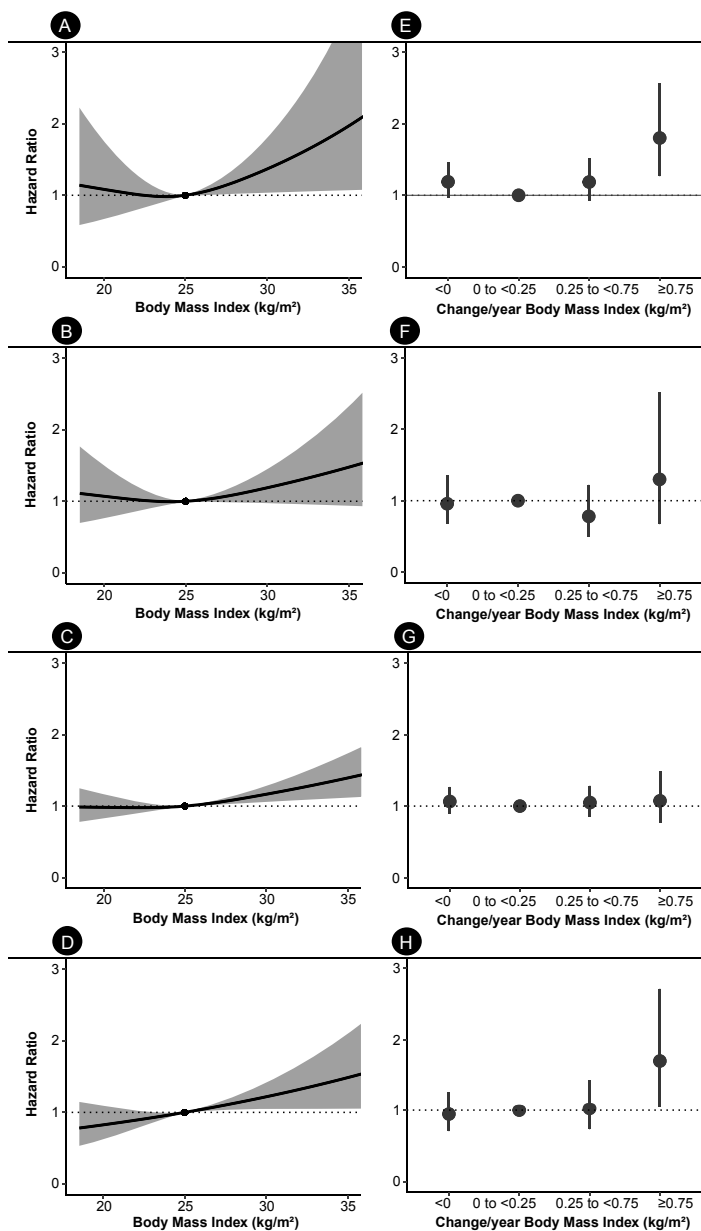 A
E
3
2
1
0
Hazard Ratio
20 25 30 35
Body Mass Index (kg/m²)
3
2
1
0
<0 0 to <0.25 0.25 to <0.75 ≥0.75
Change/year Body Mass Index (kg/m²)
B
F
3
2
1
0
Hazard Ratio
20 25 30 35
Body Mass Index (kg/m²)
3
2
1
0
<0 0 to <0.25 0.25 to <0.75 ≥0.75
Change/year Body Mass Index (kg/m²)
C
G
3
2
1
0
Hazard Ratio
20 25 30 35
Body Mass Index (kg/m²)
3
2
1
0
<0 0 to <0.25 0.25 to <0.75 ≥0.75
Change/year Body Mass Index (kg/m²)
D
H
3
2
1
0
Hazard Ratio
20 25 30 35
Body Mass Index (kg/m²)
3
2
1
0
<0 0 to <0.25 0.25 to <0.75 ≥0.75
Change/year Body Mass Index (kg/m²)